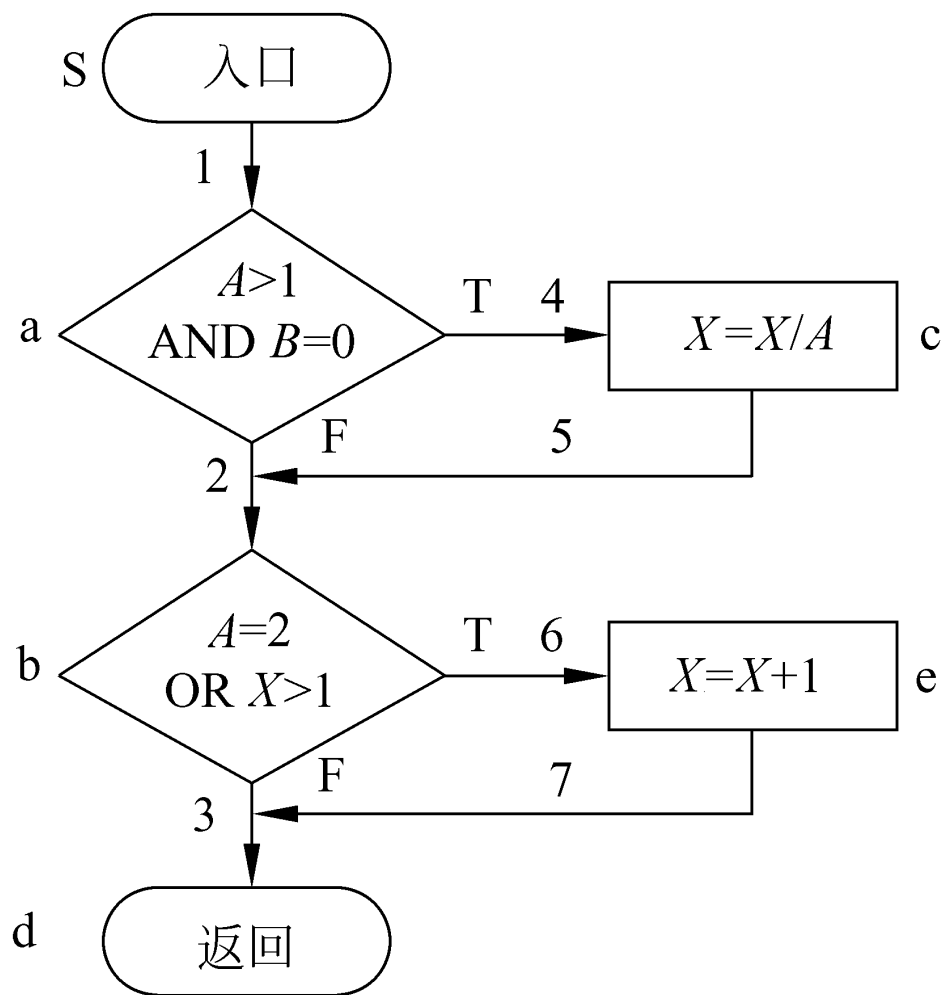 S 入口
1
A>1
AND B=0
a
T 4
X=X/A
c
F
5
2
A=2
OR X>1
b
T 6
X=X+1
e
F
7
3
d 返回